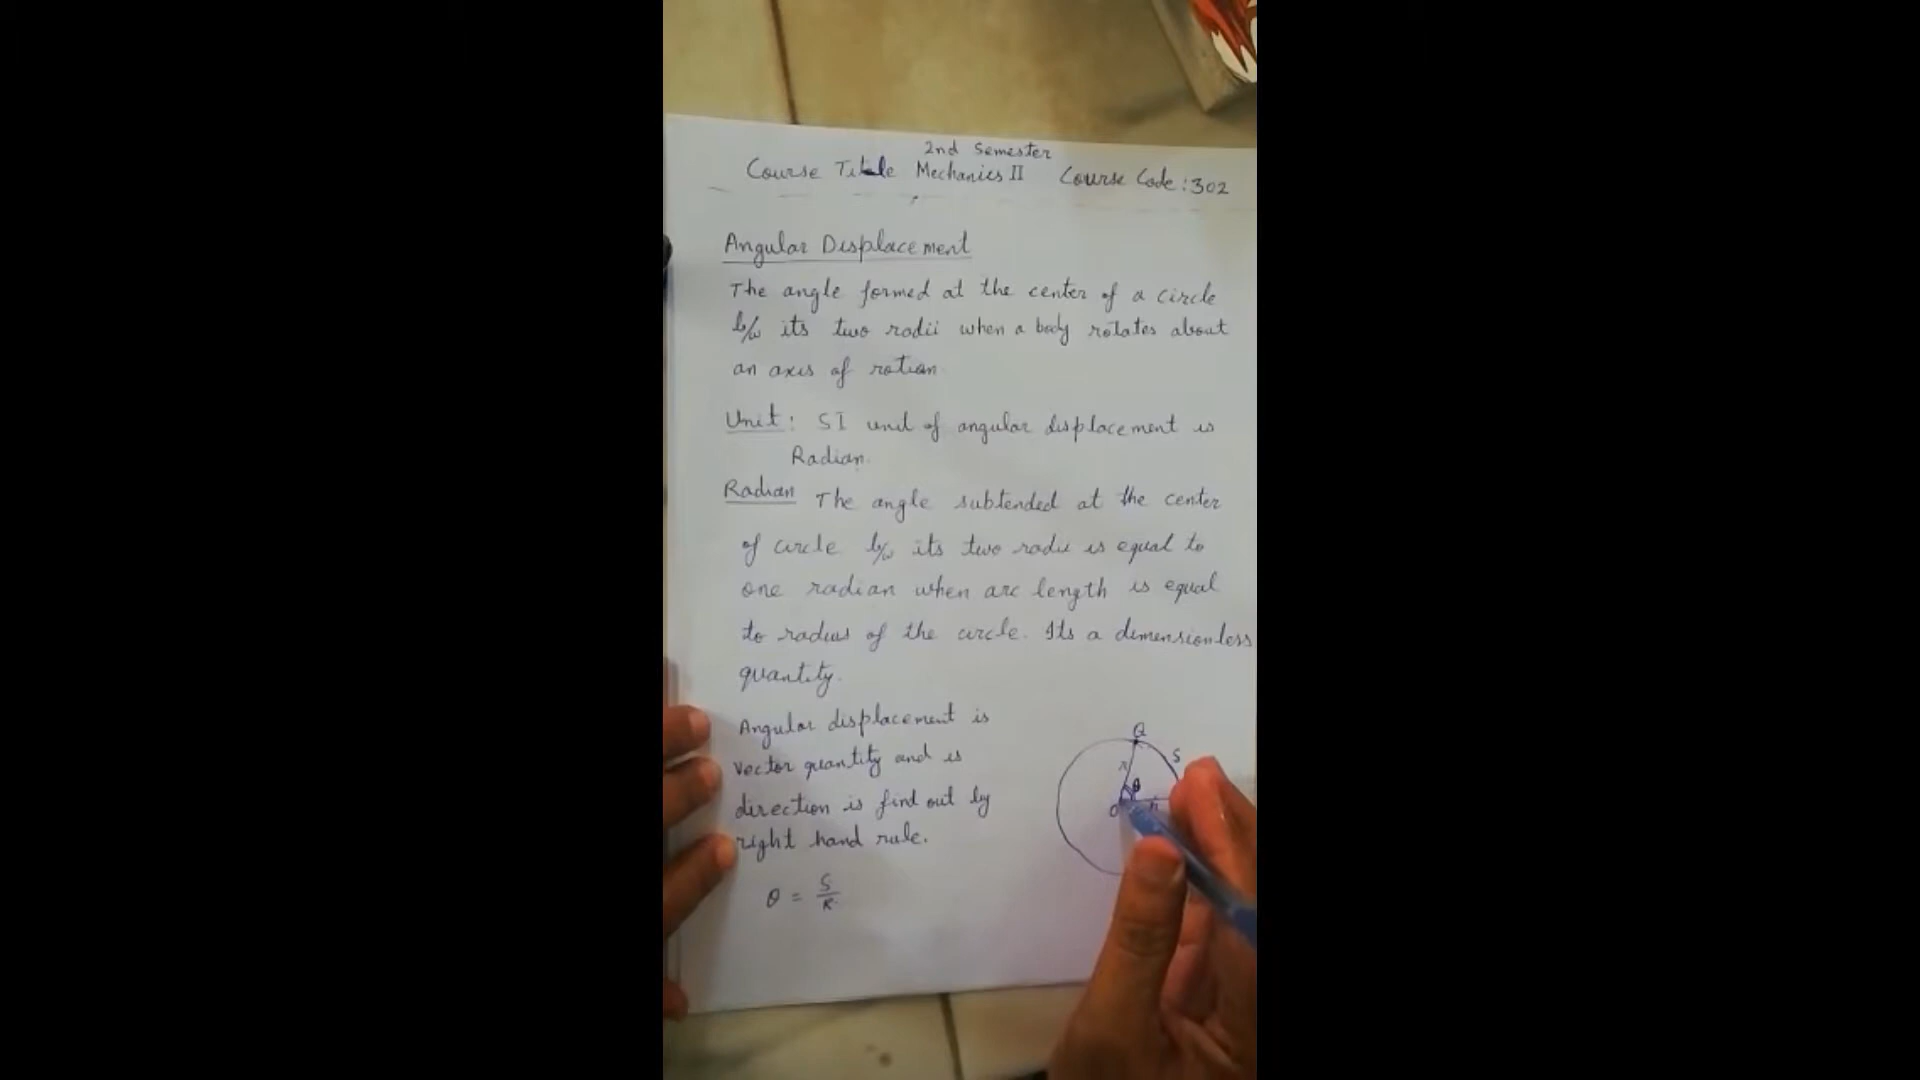 2nd Semester
Course Title Mechanics II Course Code: 302
Angular Displacement
The angle formed at the center of a circle
b/w its two radii when a body rotates about
an axis of rotion
Unit: SI unit of angular displacement is
Radian.
Radian The angle subtended at the center
of circle b/w its two radii is equal to
one radian when arc length is equal
to radius of the circle. Its a dimensionless
quantity.
Angular displacement is
vector quantity and is
direction is find out by
right hand rule.
θ = S/R
Q
S
r
θ
O
r